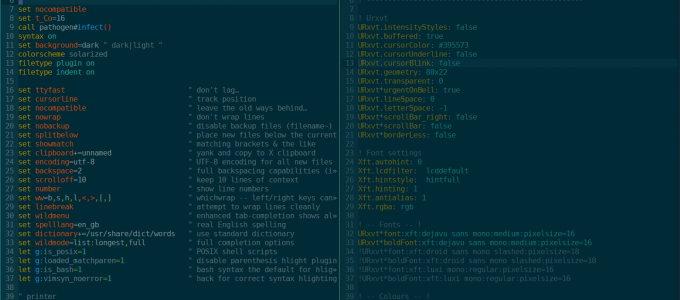 6
7 set nocompatible
8 set t_Co=16
9 call pathogen#infect()
10 syntax on
11 set background=dark " dark|light "
12 colorscheme solarized
13 filetype plugin on
14 filetype indent on
15
16 set ttyfast " don't lag…
17 set cursorline " track position
18 set nocompatible " leave the old ways behind…
19 set nowrap " don't wrap lines
20 set nobackup " disable backup files (filename~)
21 set splitbelow " place new files below the current
22 set showmatch " matching brackets & the like
23 set clipboard+=unnamed " yank and copy to X clipboard
24 set encoding=utf-8 " UTF-8 encoding for all new files
25 set backspace=2 " full backspacing capabilities (i
26 set scrolloff=10 " keep 10 lines of context
27 set number " show line numbers
28 set ww=b,s,h,l,<,>,[,] " whichwrap -- left/right keys can
29 set linebreak " attempt to wrap lines cleanly
30 set wildmenu " enhanced tab-completion shows al
31 set spelllang=en_gb " real English spelling
32 set dictionary+=/usr/share/dict/words " use standard dictionary
33 set wildmode=list:longest,full " full completion options
34 let g:is_posix=1 " POSIX shell scripts
35 let g:loaded_matchparen=1 " disable parenthesis hlight plugin
36 let g:is_bash=1 " bash syntax the default for hlig
37 let g:vimsyn_noerror=1 " hack for correct syntax hlighting
38
39 " printer
8 ! Urxvt
9 URxvt.intensityStyles: false
10 URxvt.buffered: true
11 URxvt.cursorColor: #395573
12 URxvt.cursorUnderline: false
13 URxvt.cursorBlink: false
14 URxvt.geometry: 80x22
15 URxvt.transparent: 0
16 URxvt*urgentOnBell: true
17 URxvt.lineSpace: 0
18 URxvt.letterSpace: -1
19 URxvt*scrollBar_right: false
20 URxvt*scrollBar: false
21 URxvt*borderLess: false
22
23 ! Font settings
24 Xft.autohint: 0
25 Xft.lcdfilter: lcddefault
26 Xft.hintstyle: hintfull
27 Xft.hinting: 1
28 Xft.antialias: 1
29 Xft.rgba: rgb
30
31 ! -- Fonts -- !
32 URxvt*font:xft:dejavu sans mono:medium:pixelsize=16
33 URxvt*boldFont:xft:dejavu sans mono:medium:pixelsize=16
34 !URxvt*font:xft:droid sans mono slashed:pixelsize=18
35 !URxvt*boldFont:xft:droid sans mono slashed:pixelsize=18
36 !URxvt*font:xft:luxi mono:regular:pixelsize=16
37 !URxvt*boldFont:xft:luxi mono:regular:pixelsize=16
38
39 ! -- Colours -- !